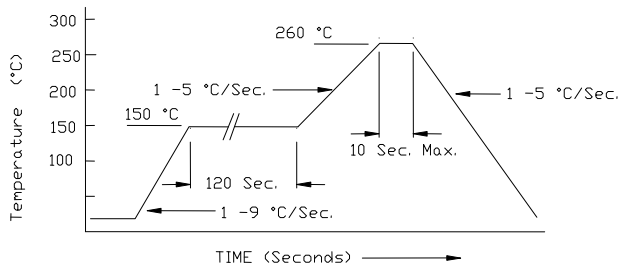 300
260 °C
250
Temperature (°C)
200
1 -5 °C/Sec.
1 -5 °C/Sec.
150 °C
150
100
10 Sec. Max.
120 Sec.
1 -9 °C/Sec.
TIME (Seconds)